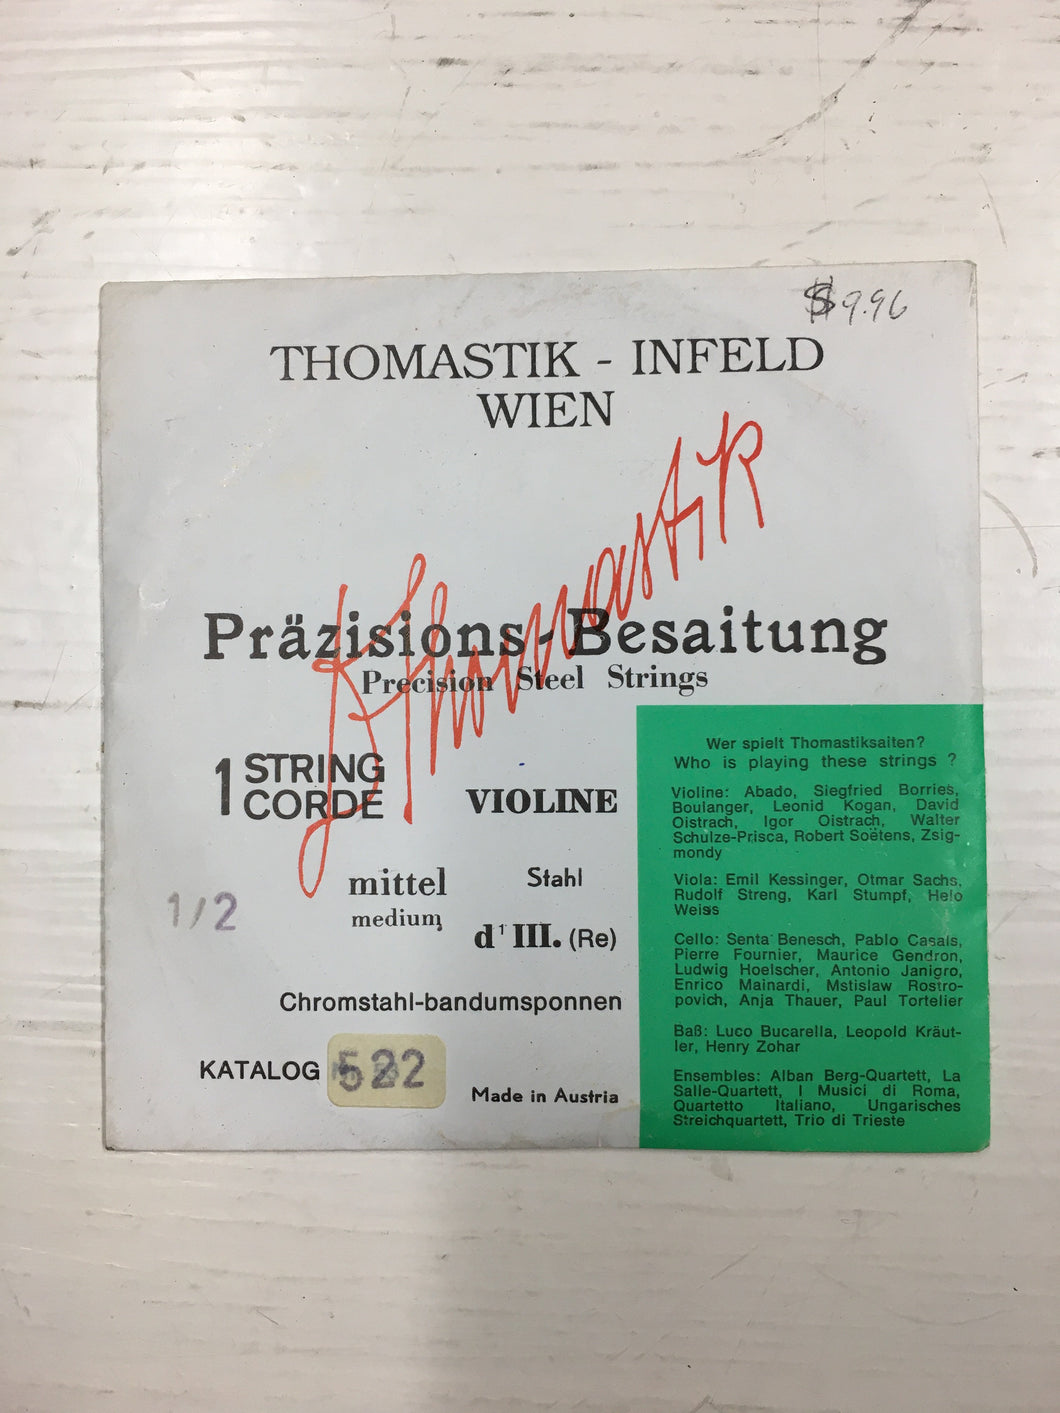 $9.96
THOMASTIK - INFELD
WIEN
Thomastik
Präzisions-Besaitung
Precision Steel Strings
1 STRING
CORDE
VIOLINE
mittel
medium
Stahl
d' III. (Re)
1/2
Chromstahl-bandumsponnen
KATALOG 522
Made in Austria
Wer spielt Thomastiksaiten?
Who is playing these strings ?
Violine: Abado, Siegfried Borries,
Boulanger, Leonid Kogan, David
Oistrach, Igor Oistrach, Walter
Schulze-Prisca, Robert Soëtens, Zsig-
mondy
Viola: Emil Kessinger, Otmar Sachs,
Rudolf Streng, Karl Stumpf, Helo
Weiss
Cello: Senta Benesch, Pablo Casals,
Pierre Fournier, Maurice Gendron,
Ludwig Hoelscher, Antonio Janigro,
Enrico Mainardi, Mstislaw Rostro-
povich, Anja Thauer, Paul Tortelier
Baß: Luco Bucarella, Leopold Kräut-
ler, Henry Zohar
Ensembles: Alban Berg-Quartett, La
Salle-Quartett, I Musici di Roma,
Quartetto Italiano, Ungarisches
Streichquartett, Trio di Trieste